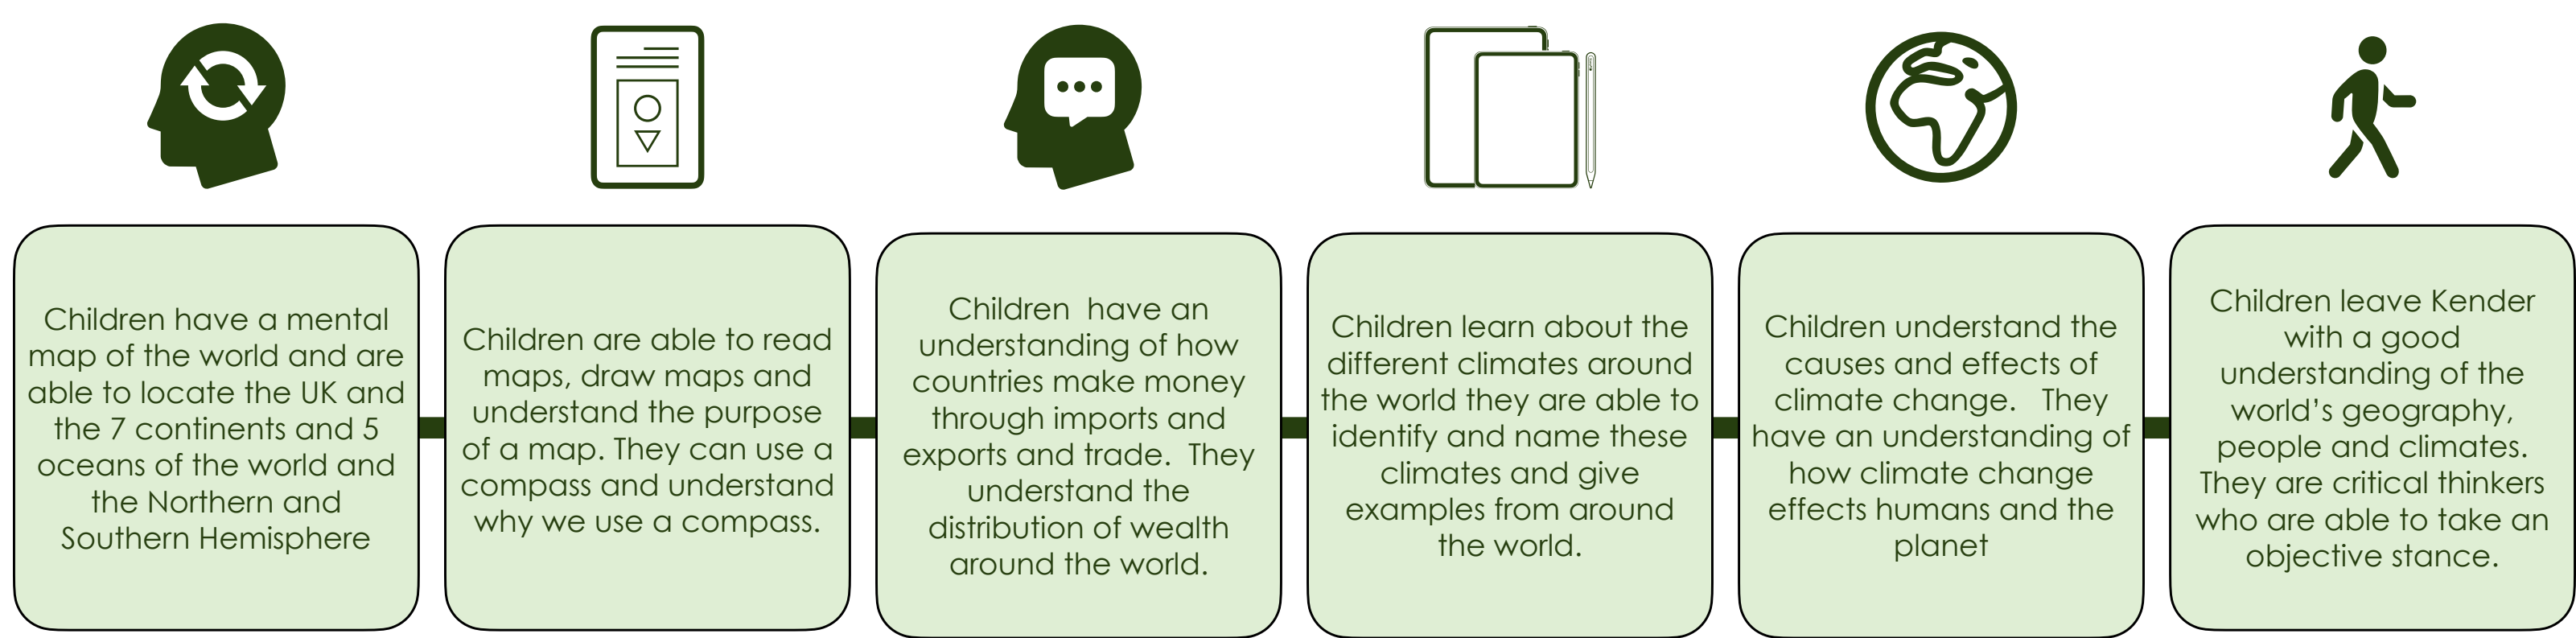 Children have a mental
map of the world and are
able to locate the UK and
the 7 continents and 5
oceans of the world and
the Northern and
Southern Hemisphere
Children are able to read
maps, draw maps and
understand the purpose
of a map. They can use a
compass and understand
why we use a compass.
Children  have an
understanding of how
countries make money
through imports and
exports and trade.  They
understand the
distribution of wealth
around the world.
Children learn about the
different climates around
the world they are able to
identify and name these
climates and give
examples from around
the world.
Children understand the
causes and effects of
climate change.   They
have an understanding of
how climate change
effects humans and the
planet
Children leave Kender
with a good
understanding of the
world’s geography,
people and climates.
They are critical thinkers
who are able to take an
objective stance.